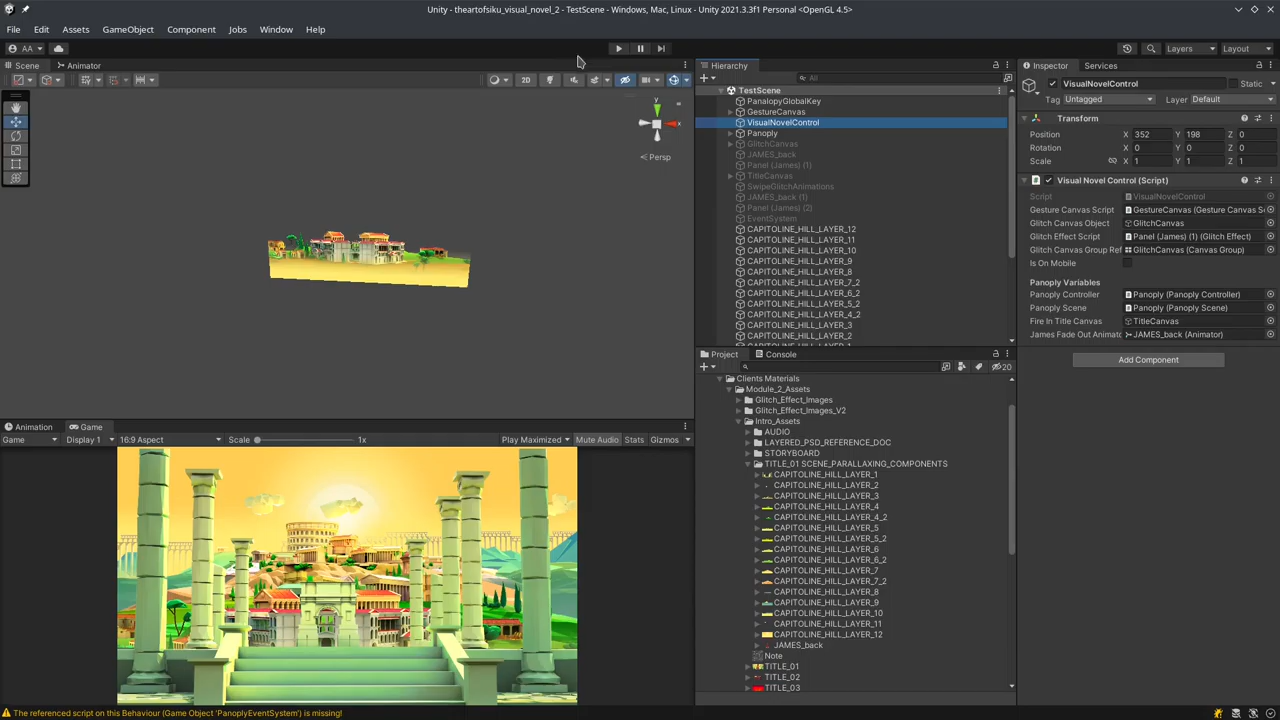 Unity - theartofsiku_visual_novel_2 - TestScene - Windows, Mac, Linux - Unity 2021.3.3f1 Personal <OpenGL 4.5>
File Edit Assets GameObject Component Jobs Window Help
AA Layers Layout
Scene Animator
2D
y
x
Persp
Animation Game
Game Display 1 16:9 Aspect Scale 1x Play Maximized Mute Audio Stats Gizmos
Hierarchy
All
TestScene
PanalopyGlobalKey
GestureCanvas
VisualNovelControl
Panoply
GlitchCanvas
JAMES_back
Panel (James) (1)
TitleCanvas
SwipeGlitchAnimations
JAMES_back (1)
Panel (James) (2)
EventSystem
CAPITOLINE_HILL_LAYER_12
CAPITOLINE_HILL_LAYER_11
CAPITOLINE_HILL_LAYER_10
CAPITOLINE_HILL_LAYER_9
CAPITOLINE_HILL_LAYER_8
CAPITOLINE_HILL_LAYER_7_2
CAPITOLINE_HILL_LAYER_6_2
CAPITOLINE_HILL_LAYER_5_2
CAPITOLINE_HILL_LAYER_4_2
CAPITOLINE_HILL_LAYER_3
CAPITOLINE_HILL_LAYER_2
Project Console
20
Clients Materials
Module_2_Assets
Glitch_Effect_Images
Glitch_Effect_Images_V2
Intro_Assets
AUDIO
LAYERED_PSD_REFERENCE_DOC
STORYBOARD
TITLE_01 SCENE_PARALLAXING_COMPONENTS
CAPITOLINE_HILL_LAYER_1
CAPITOLINE_HILL_LAYER_2
CAPITOLINE_HILL_LAYER_3
CAPITOLINE_HILL_LAYER_4
CAPITOLINE_HILL_LAYER_4_2
CAPITOLINE_HILL_LAYER_5
CAPITOLINE_HILL_LAYER_5_2
CAPITOLINE_HILL_LAYER_6
CAPITOLINE_HILL_LAYER_6_2
CAPITOLINE_HILL_LAYER_7
CAPITOLINE_HILL_LAYER_7_2
CAPITOLINE_HILL_LAYER_8
CAPITOLINE_HILL_LAYER_9
CAPITOLINE_HILL_LAYER_10
CAPITOLINE_HILL_LAYER_11
CAPITOLINE_HILL_LAYER_12
JAMES_back
Note
TITLE_01
TITLE_02
TITLE_03
Inspector Services
VisualNovelControl Static
Tag Untagged Layer Default
Transform
Position X 352 Y 198 Z 0
Rotation X 0 Y 0 Z 0
Scale X 1 Y 1 Z 1
Visual Novel Control (Script)
Script VisualNovelControl
Gesture Canvas Script GestureCanvas (Gesture Canvas S
Glitch Canvas Object GlitchCanvas
Glitch Effect Script Panel (James) (1) (Glitch Effect)
Glitch Canvas Group Ref GlitchCanvas (Canvas Group)
Is On Mobile
Panoply Variables
Panoply Controller Panoply (Panoply Controller)
Panoply Scene Panoply (Panoply Scene)
Fire In Title Canvas TitleCanvas
James Fade Out Animato JAMES_back (Animator)
Add Component
The referenced script on this Behaviour (Game Object 'PanoplyEventSystem') is missing!